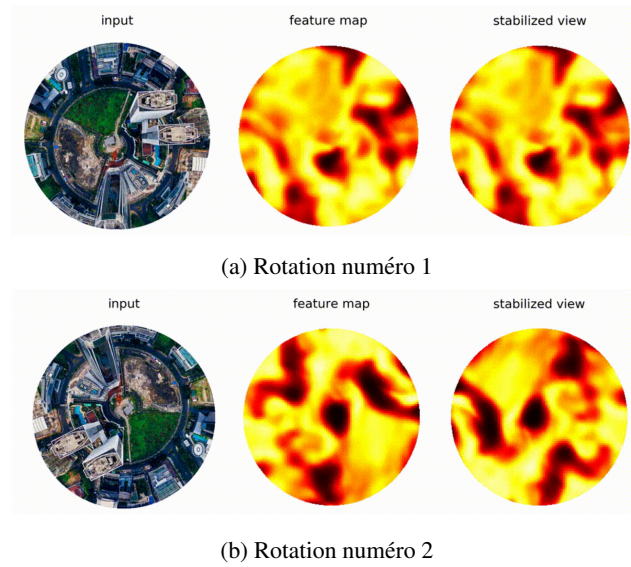 input feature map stabilized view
(a) Rotation numéro 1
input feature map stabilized view
(b) Rotation numéro 2